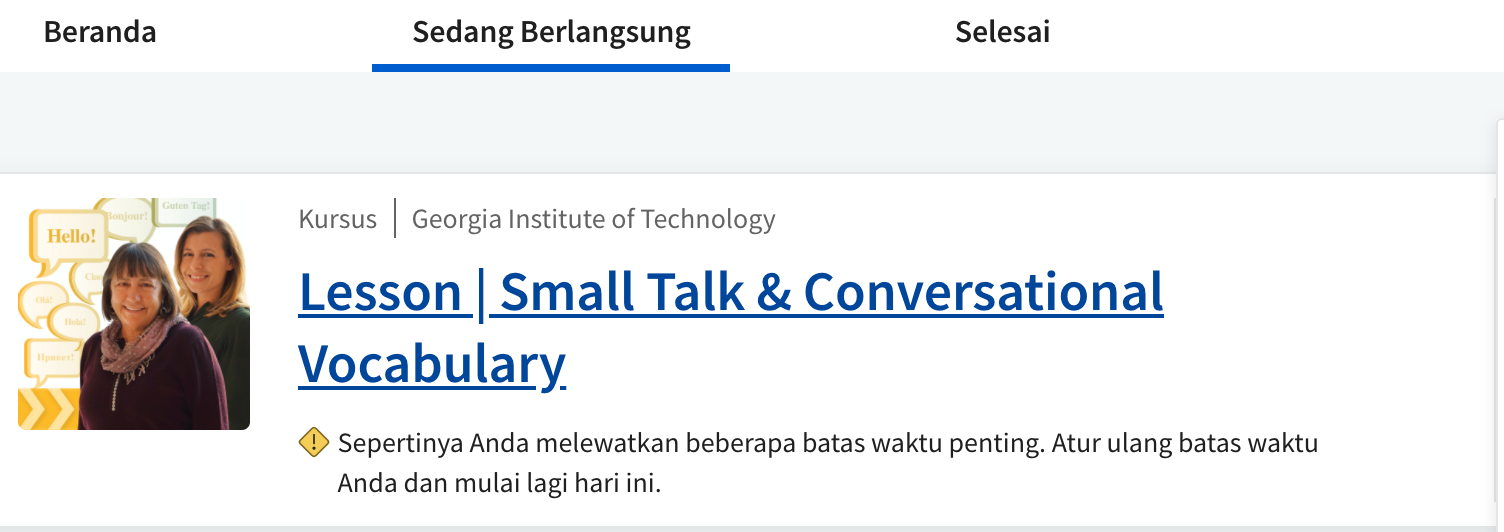 Beranda
Sedang Berlangsung
Selesai
Guten Tag!
Bonjour!
Hello!
Olá!
Hola!
Привет!
Kursus
Georgia Institute of Technology
Lesson | Small Talk & Conversational
Vocabulary
Sepertinya Anda melewatkan beberapa batas waktu penting. Atur ulang batas waktu
Anda dan mulai lagi hari ini.